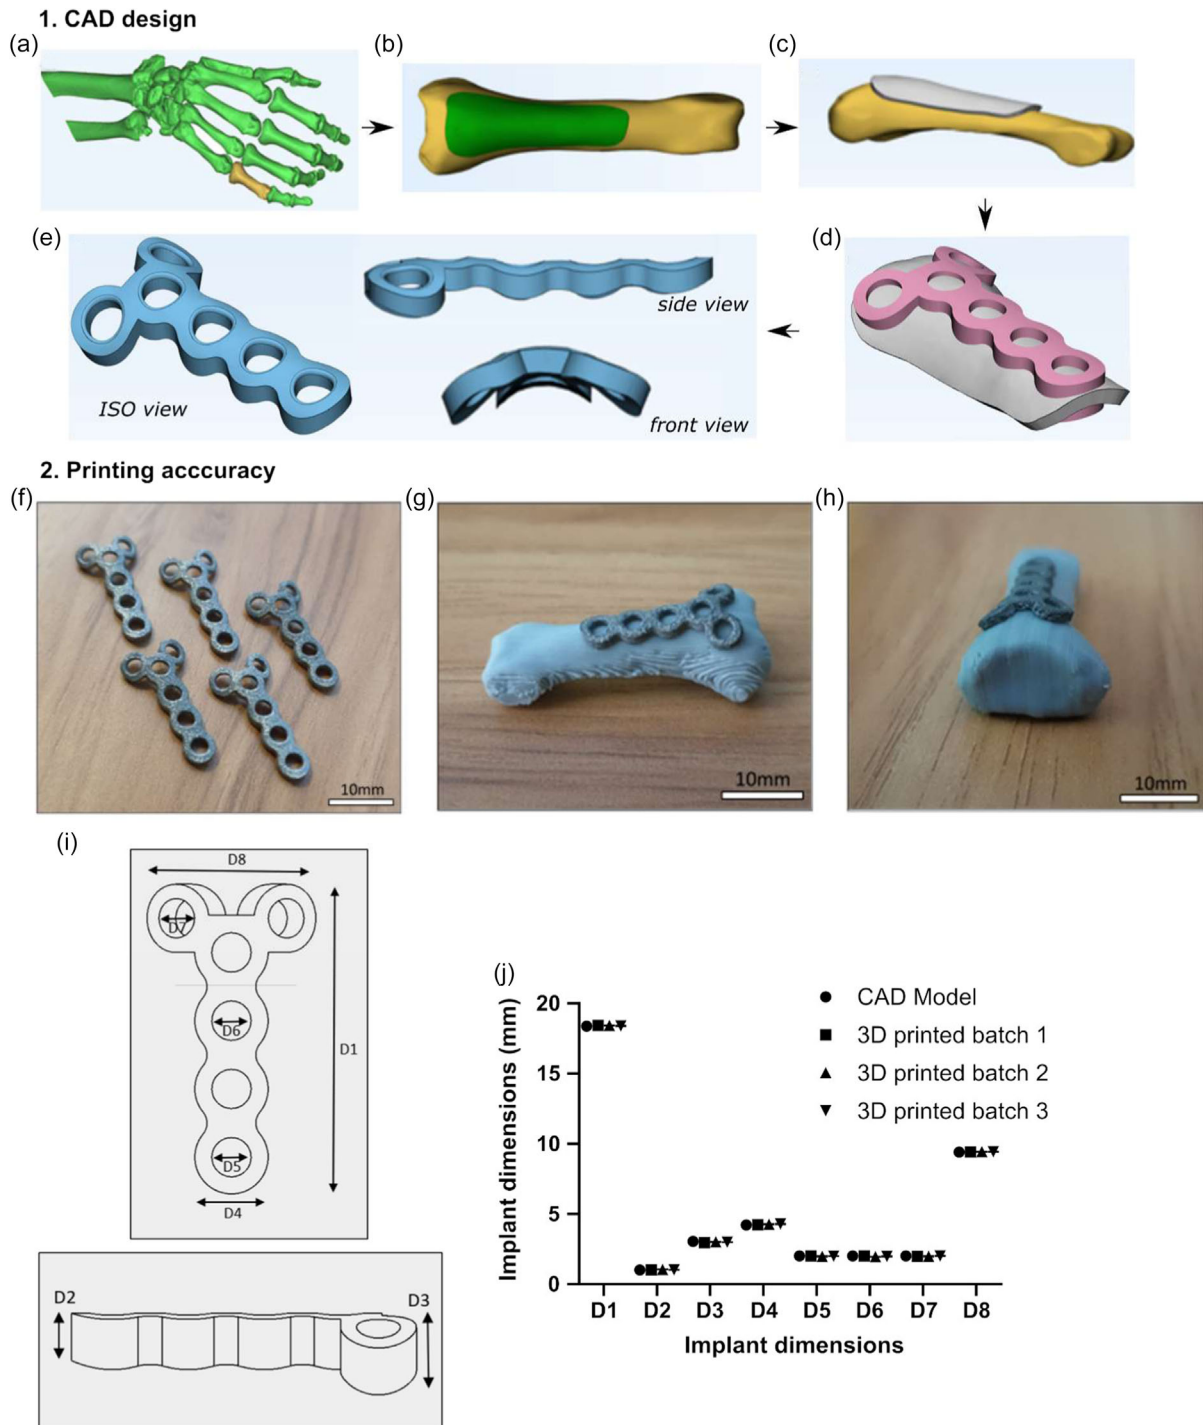 1. CAD design
(a)
(b)
(c)
(e)
(d)
side view
ISO view
front view
2. Printing acccuracy
(f)
(g)
(h)
10mm
10mm
10mm
(i)
D8
D7
D6
D1
D5
D4
D2
D3
(j)
Implant dimensions (mm)
20
15
10
5
0
CAD Model
3D printed batch 1
3D printed batch 2
3D printed batch 3
D1 D2 D3 D4 D5 D6 D7 D8
Implant dimensions